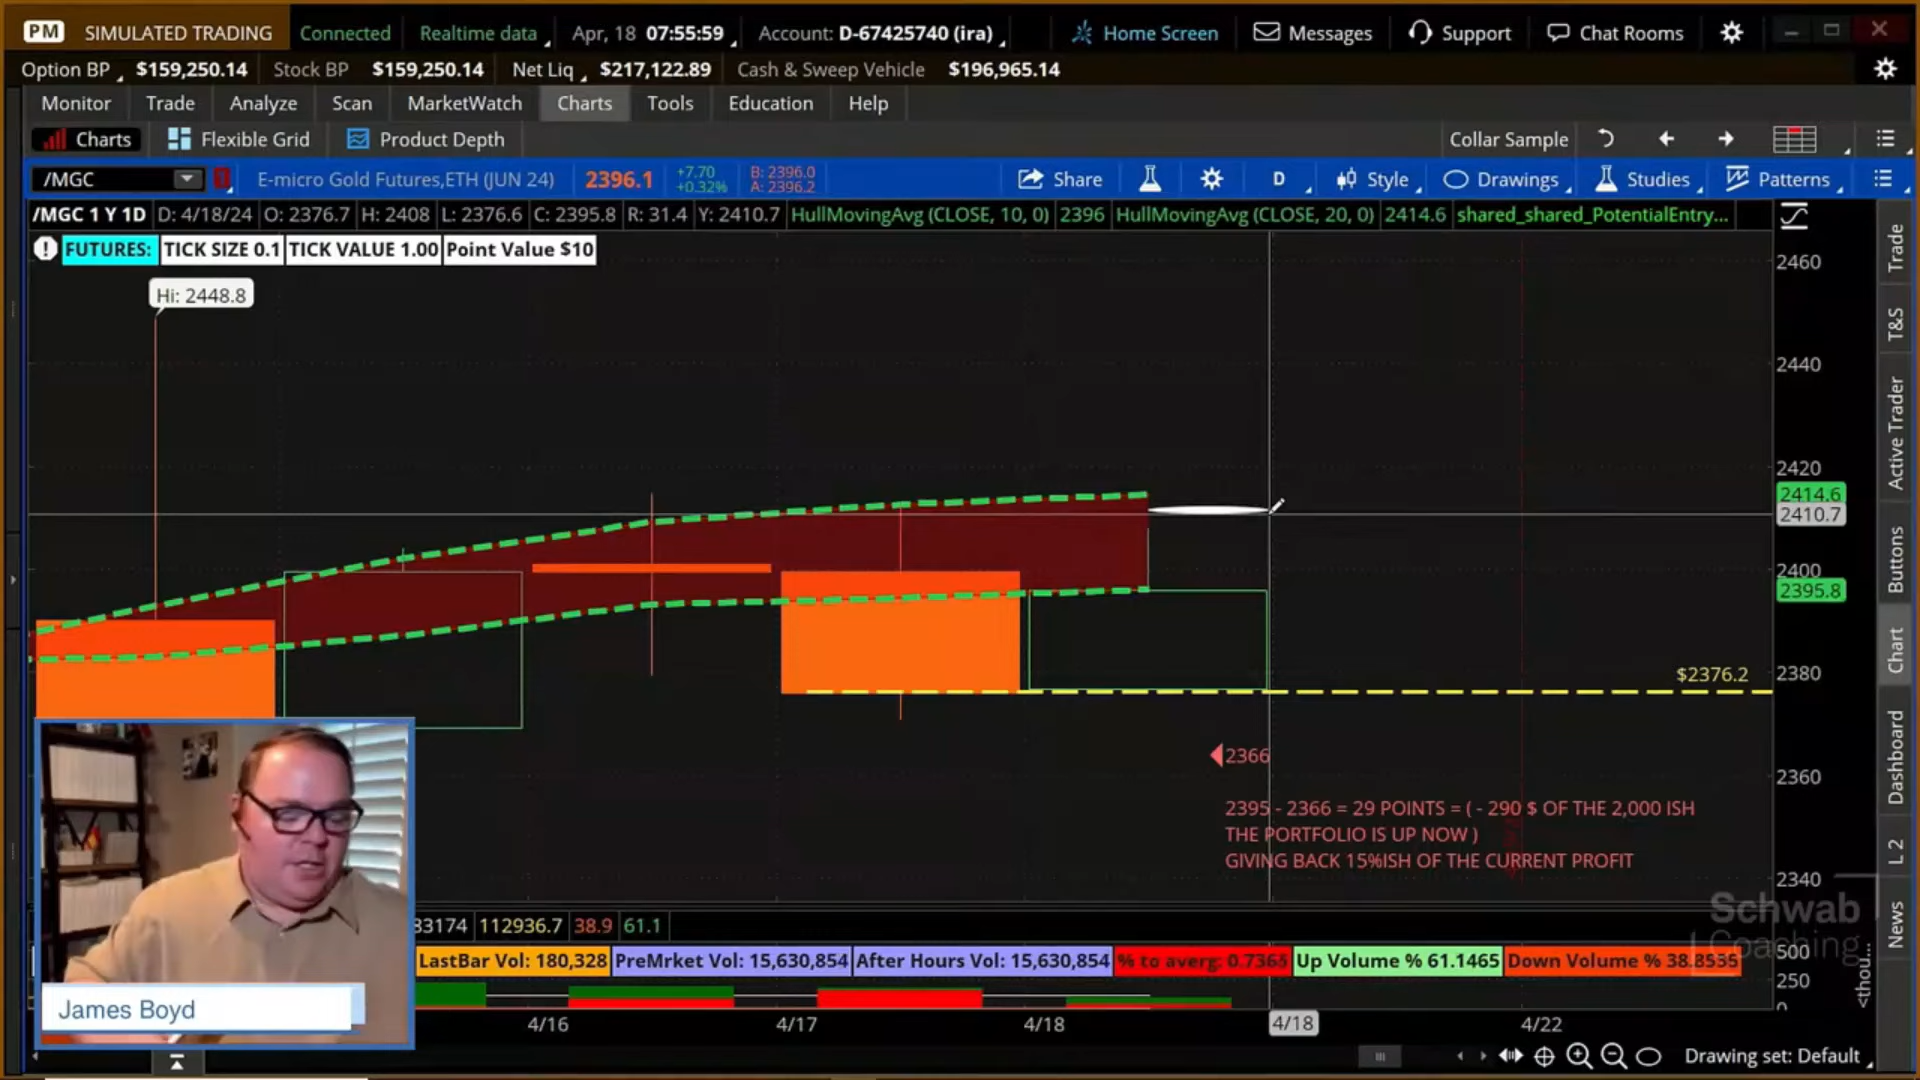 PM SIMULATED TRADING Connected Realtime data Apr, 18 07:55:59 Account: D-67425740 (ira) Home Screen Messages Support Chat Rooms
Option BP $159,250.14 Stock BP $159,250.14 Net Liq $217,122.89 Cash & Sweep Vehicle $196,965.14
Monitor Trade Analyze Scan MarketWatch Charts Tools Education Help
Charts Flexible Grid Product Depth Collar Sample
/MGC E-micro Gold Futures,ETH (JUN 24) 2396.1 +7.70 +0.32% B: 2396.0 A: 2396.2 Share D Style Drawings Studies Patterns
/MGC 1 Y 1D D: 4/18/24 O: 2376.7 H: 2408 L: 2376.6 C: 2395.8 R: 31.4 Y: 2410.7 HullMovingAvg (CLOSE, 10, 0) 2396 HullMovingAvg (CLOSE, 20, 0) 2414.6 shared_shared_PotentialEntry...
FUTURES: TICK SIZE 0.1 TICK VALUE 1.00 Point Value $10
Hi: 2448.8
2460
2440
2420
2414.6
2410.7
2400
2395.8
2380
2360
2340
$2376.2
2366
2395 - 2366 = 29 POINTS = ( - 290 $ OF THE 2,000 ISH
THE PORTFOLIO IS UP NOW )
GIVING BACK 15%ISH OF THE CURRENT PROFIT
Schwab
Coaching
83174 112936.7 38.9 61.1
LastBar Vol: 180,328 PreMrket Vol: 15,630,854 After Hours Vol: 15,630,854 % to averg: 0.7365 Up Volume % 61.1465 Down Volume % 38.8535
500
250
0
<thou...
James Boyd
4/16 4/17 4/18 4/18 4/22
Drawing set: Default
Trade
T&S
Active Trader
Buttons
Chart
Dashboard
L 2
News